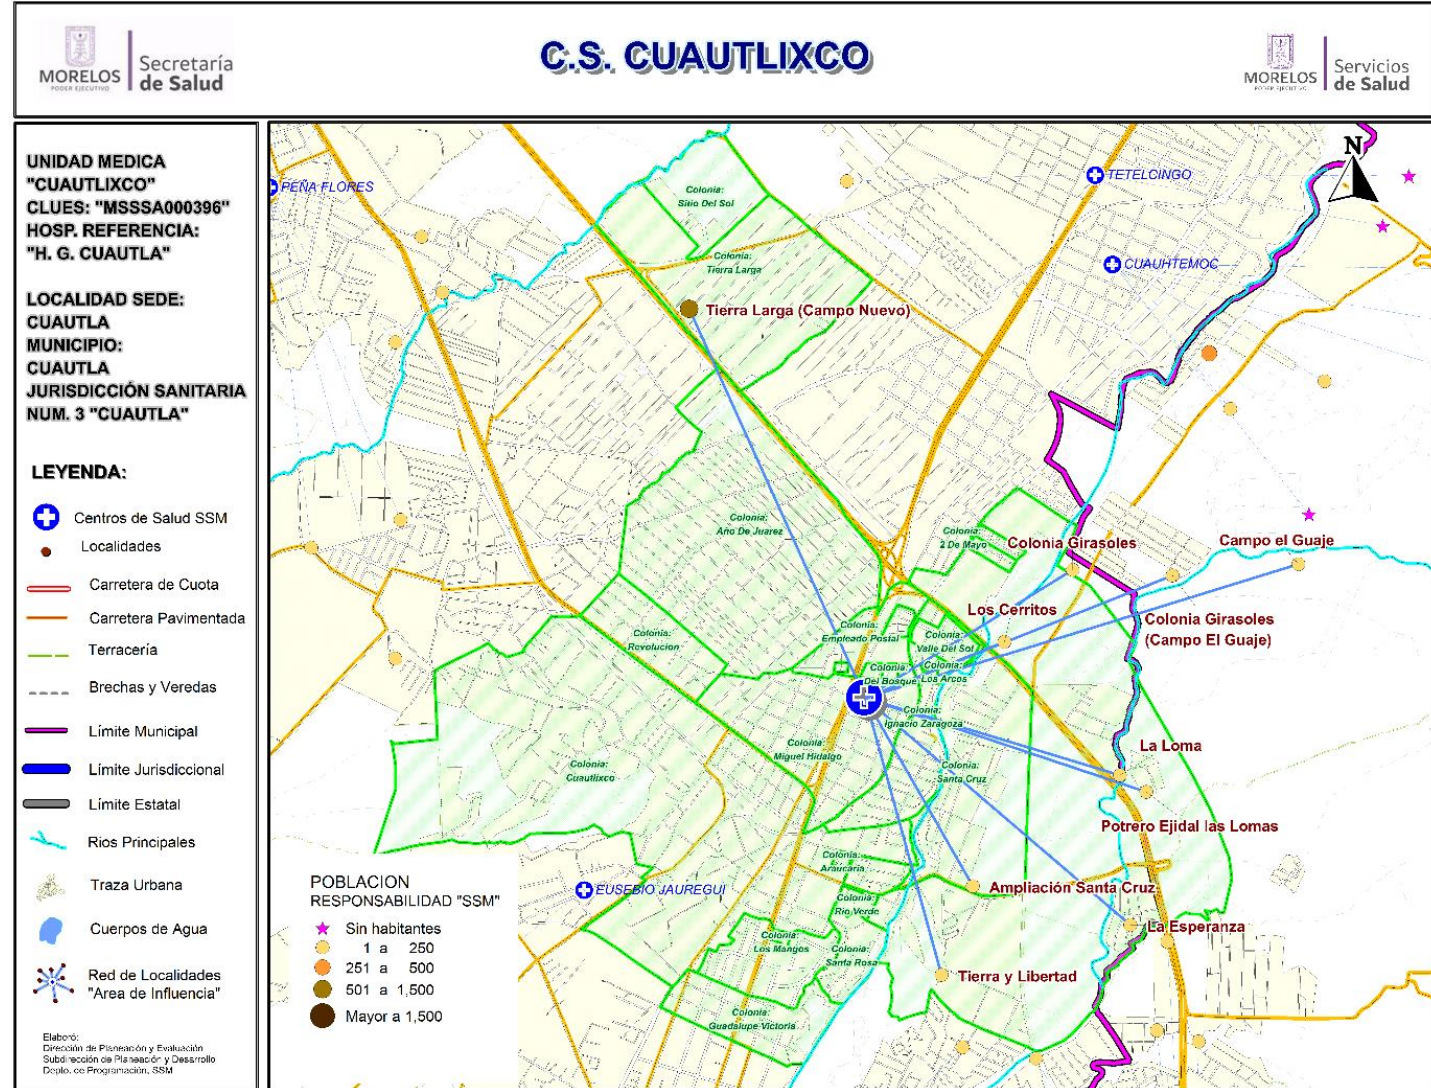 MORELOS
PODER EJECUTIVO
Secretaría
de Salud
C.S. CUAUTLIXCO
MORELOS
PODER EJECUTIVO
Servicios
de Salud
UNIDAD MEDICA
"CUAUTLIXCO"
CLUES: "MSSSA000396"
HOSP. REFERENCIA:
"H. G. CUAUTLA"
LOCALIDAD SEDE:
CUAUTLA
MUNICIPIO:
CUAUTLA
JURISDICCIÓN SANITARIA
NUM. 3 "CUAUTLA"
LEYENDA:
Centros de Salud SSM
Localidades
Carretera de Cuota
Carretera Pavimentada
Terracería
Brechas y Veredas
Límite Municipal
Límite Jurisdiccional
Límite Estatal
Rios Principales
Traza Urbana
Cuerpos de Agua
Red de Localidades
"Area de Influencia"
Elaboró:
Dirección de Planeación y Evaluación
Subdirección de Planeación y Desarrollo
Depto. de Programación, SSM
PEÑA FLORES
TETELCINGO
N
Colonia:
Sitio Del Sol
CUAUHTEMOC
Colonia:
Tierra Larga
Tierra Larga (Campo Nuevo)
Colonia:
Año De Juarez
Colonia:
2 De Mayo
Colonia Girasoles
Campo el Guaje
Los Cerritos
Colonia Girasoles
(Campo El Guaje)
Colonia:
Empleado Postal
Colonia:
Revolucion
Colonia:
Valle Del Sol
Colonia:
Del Bosque
Colonia:
Los Arcos
Colonia:
Ignacio Zaragoza
Colonia:
Miguel Hidalgo
La Loma
Colonia:
Cuautlixco
Colonia:
Santa Cruz
Potrero Ejidal las Lomas
Colonia:
Araucaria
EUSEBIO JAUREGUI
Ampliación Santa Cruz
Colonia:
Rio Verde
La Esperanza
Colonia:
Los Mangos
Colonia:
Santa Rosa
Tierra y Libertad
Colonia:
Guadalupe Victoria
POBLACION
RESPONSABILIDAD "SSM"
Sin habitantes
1 a 250
251 a 500
501 a 1,500
Mayor a 1,500